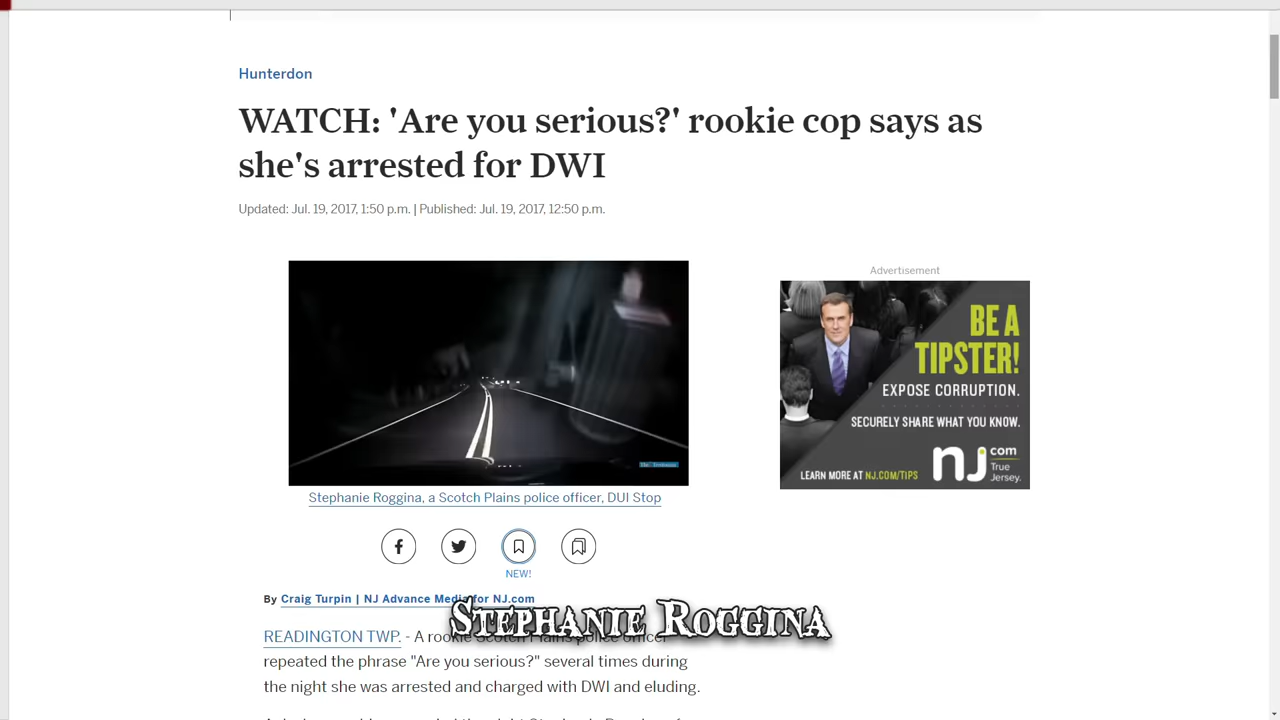 Hunterdon
WATCH: 'Are you serious?' rookie cop says as
she's arrested for DWI
Updated: Jul. 19, 2017, 1:50 p.m. | Published: Jul. 19, 2017, 12:50 p.m.
Advertisement
BE A
TIPSTER!
EXPOSE CORRUPTION.
SECURELY SHARE WHAT YOU KNOW.
LEARN MORE AT NJ.COM/TIPS
nj.com
True
Jersey.
Stephanie Roggina, a Scotch Plains police officer, DUI Stop
NEW!
By Craig Turpin | NJ Advance Media for NJ.com
STEPHANIE ROGGINA
READINGTON TWP. - A rookie Scotch Plains police officer
repeated the phrase "Are you serious?" several times during
the night she was arrested and charged with DWI and eluding.